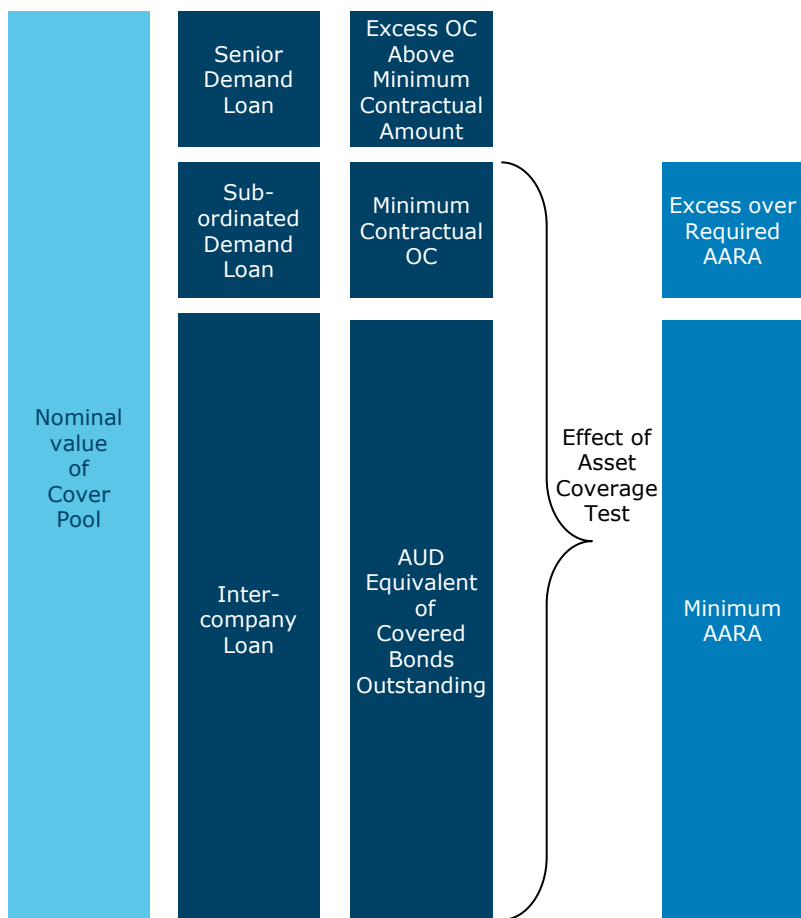 Nominal
value
of
Cover
Pool
Senior
Demand
Loan
Sub-
ordinated
Demand
Loan
Inter-
company
Loan
Excess OC
Above
Minimum
Contractual
Amount
Minimum
Contractual
OC
AUD
Equivalent
of
Covered
Bonds
Outstanding
Effect of
Asset
Coverage
Test
Excess over
Required
AARA
Minimum
AARA